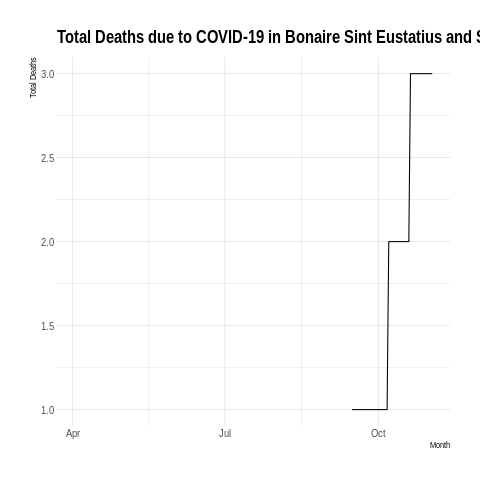 Total Deaths due to COVID-19 in Bonaire Sint Eustatius and S
Total Deaths
3.0
2.5
2.0
1.5
1.0
Apr Jul Oct
Month